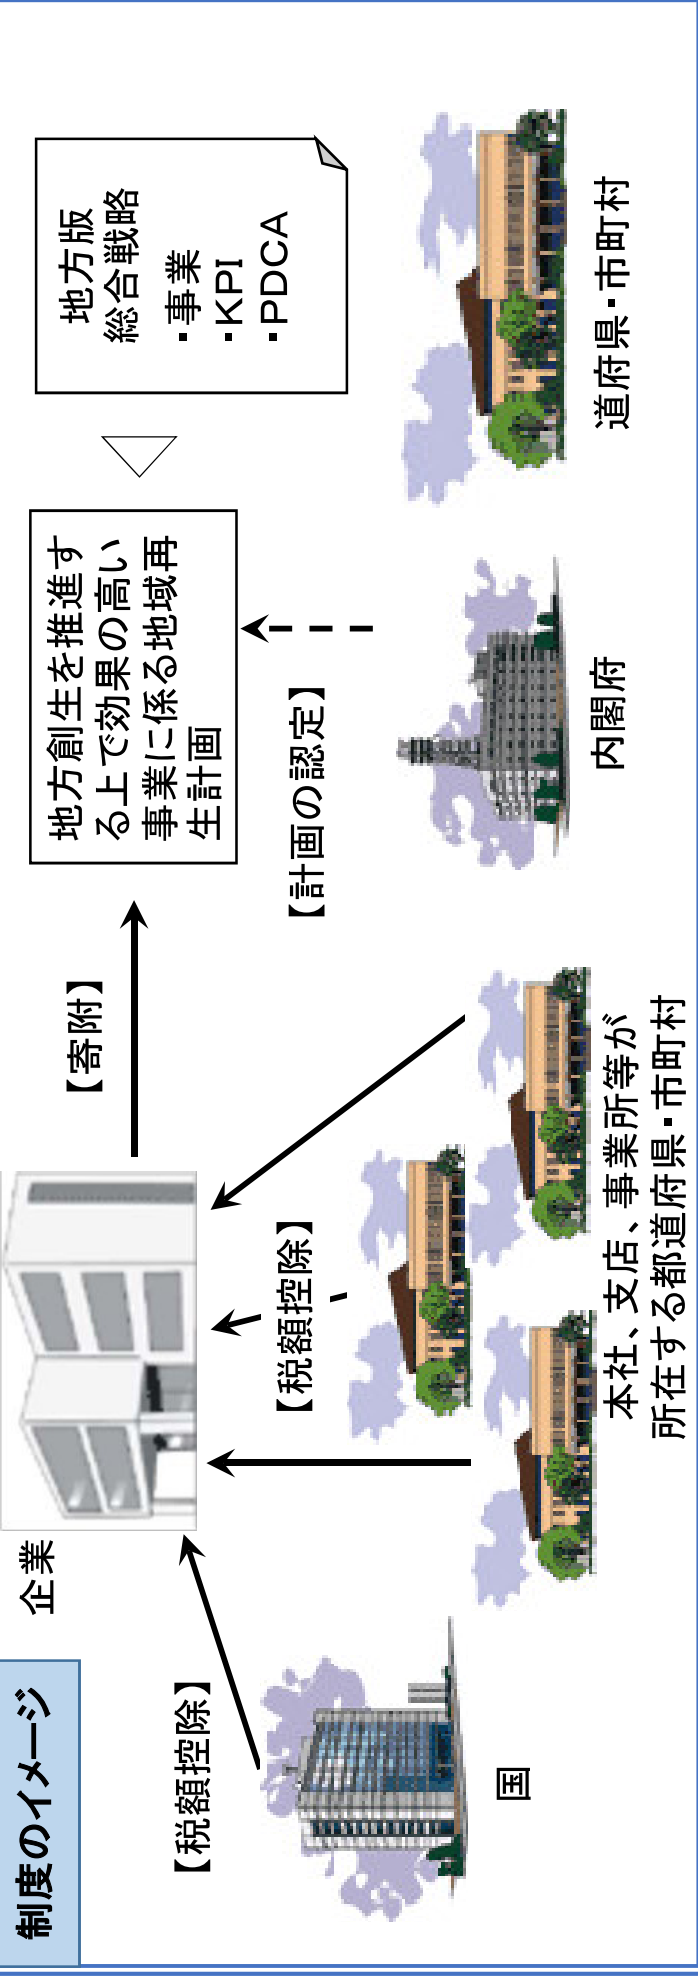 制度のイメージ
企業
【寄附】
地方創生を推進す
る上で効果の高い
事業に係る地域再
生計画
地方版
総合戦略
・事業
・KPI
・PDCA
【税額控除】
【税額控除】
【計画の認定】
国
本社、支店、事業所等が
所在する都道府県・市町村
内閣府
道府県・市町村